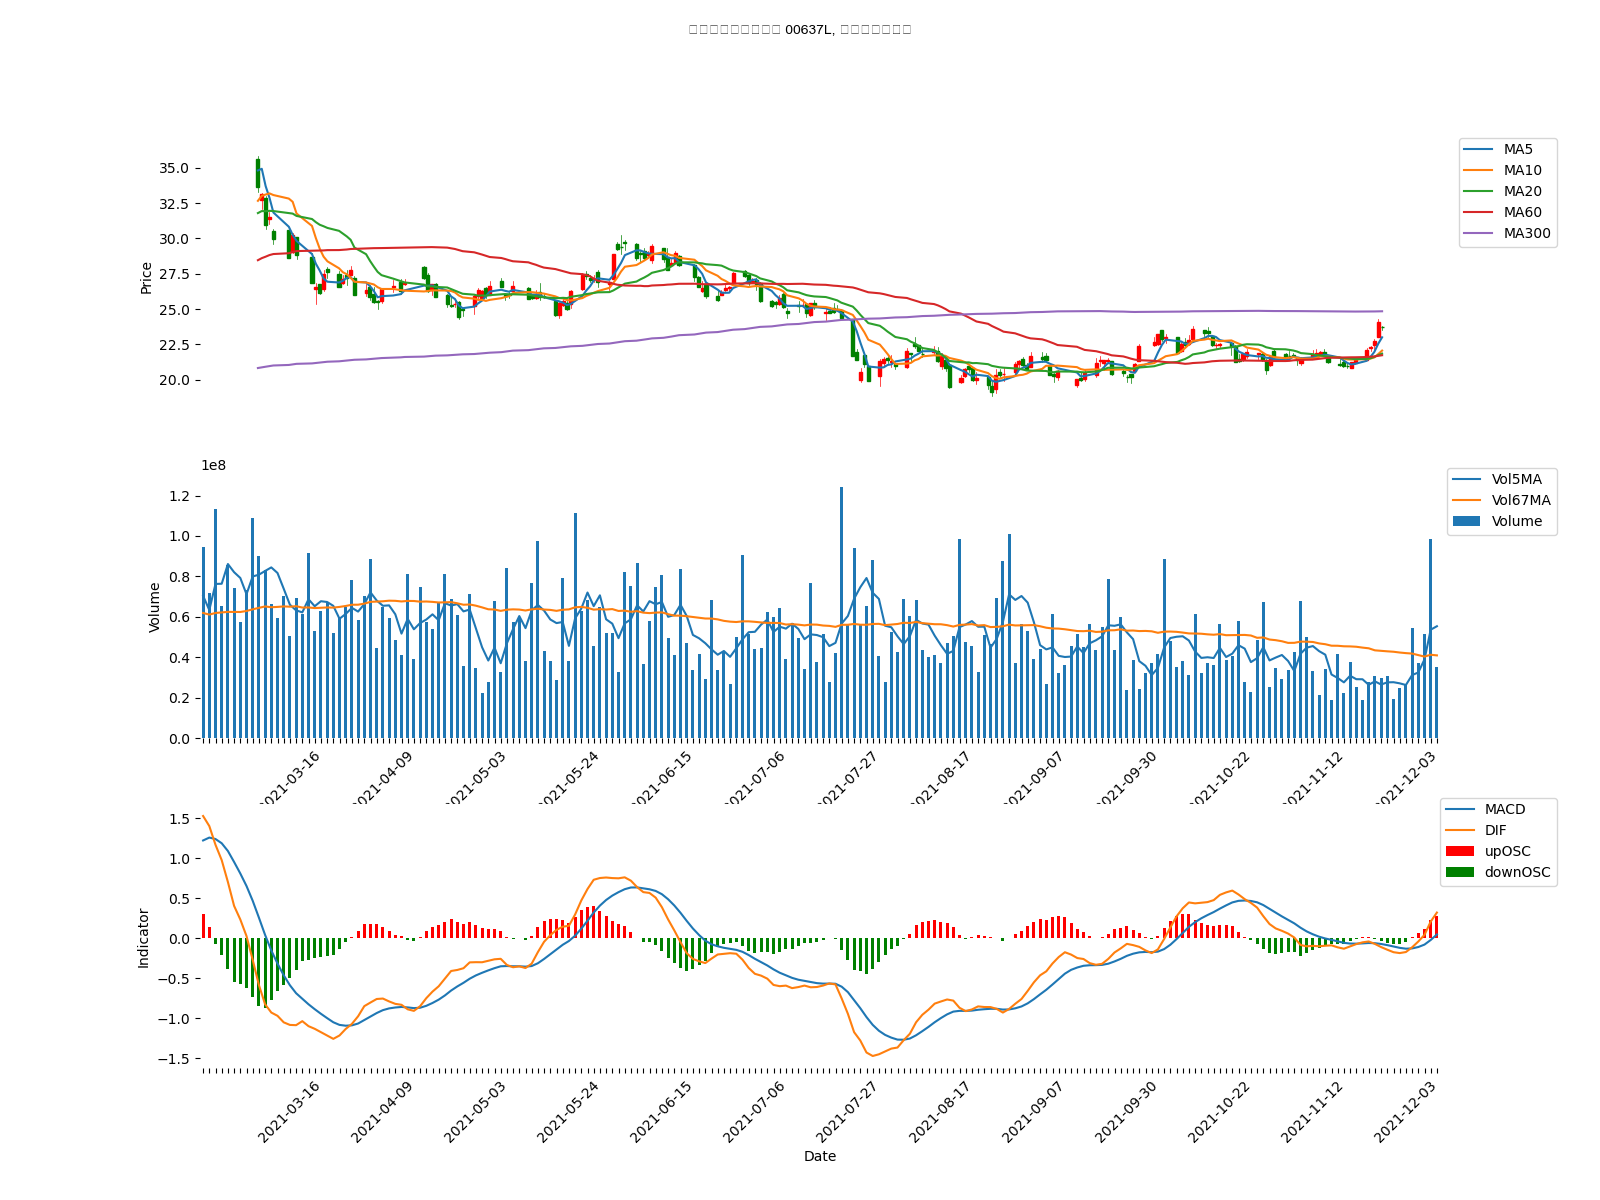 00637L,
MA5
MA10
MA20
MA60
MA300
35.0
32.5
30.0
27.5
25.0
22.5
20.0
Price
1e8
Vol5MA
Vol67MA
Volume
1.2
1.0
0.8
0.6
0.4
0.2
0.0
Volume
2021-03-16 2021-04-09 2021-05-03 2021-05-24 2021-06-15 2021-07-06 2021-07-27 2021-08-17 2021-09-07 2021-09-30 2021-10-22 2021-11-12 2021-12-03
MACD
DIF
upOSC
downOSC
1.5
1.0
0.5
0.0
−0.5
−1.0
−1.5
Indicator
2021-03-16 2021-04-09 2021-05-03 2021-05-24 2021-06-15 2021-07-06 2021-07-27 2021-08-17 2021-09-07 2021-09-30 2021-10-22 2021-11-12 2021-12-03
Date